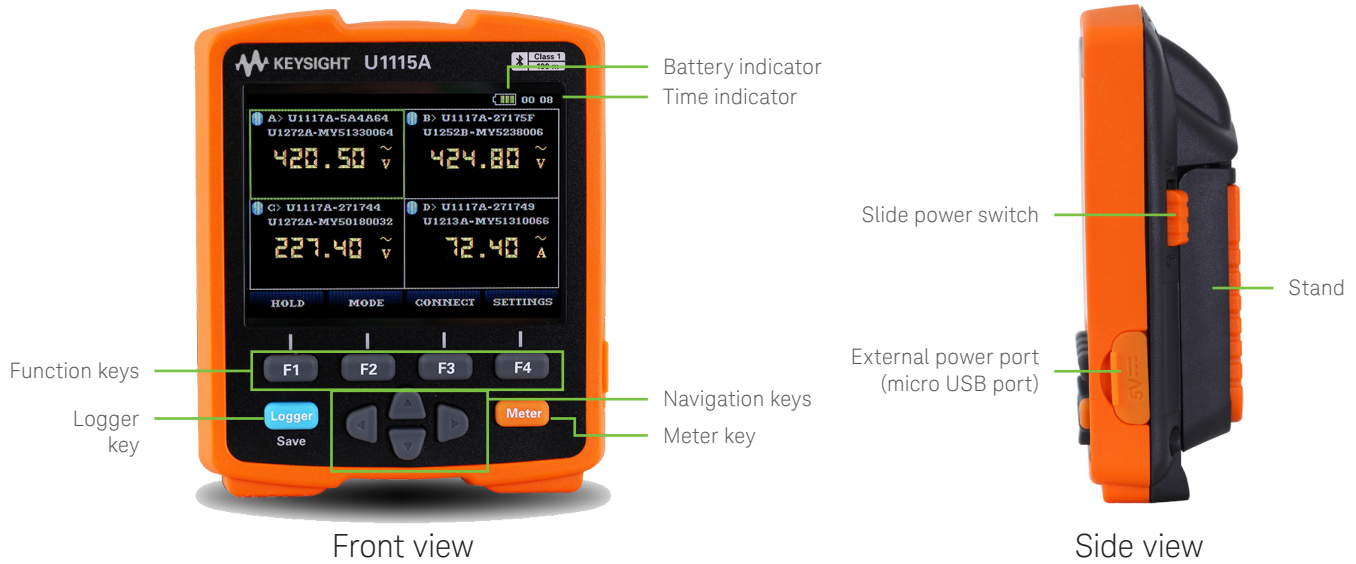 KEYSIGHT U1115A
Class 1
100 m
Battery indicator
Time indicator
00 08
A> U1117A-5A4A64
U1272A-MY51330064
420.50 ~ V
B> U1117A-27175F
U1252B-MY5238006
424.80 ~ V
C> U1117A-271744
U1272A-MY50180032
227.40 ~ V
D> U1117A-271749
U1213A-MY51310066
72.40 ~ A
HOLD MODE CONNECT SETTINGS
F1 F2 F3 F4
Function keys
Logger
Save
Logger
key
Meter
Navigation keys
Meter key
Front view
Slide power switch
Stand
External power port
(micro USB port)
5V
Side view